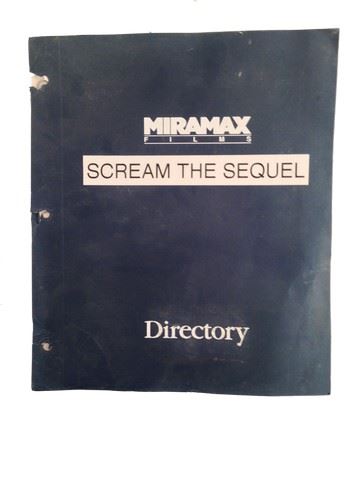 MIRAMAX
FILMS
SCREAM THE SEQUEL
Directory